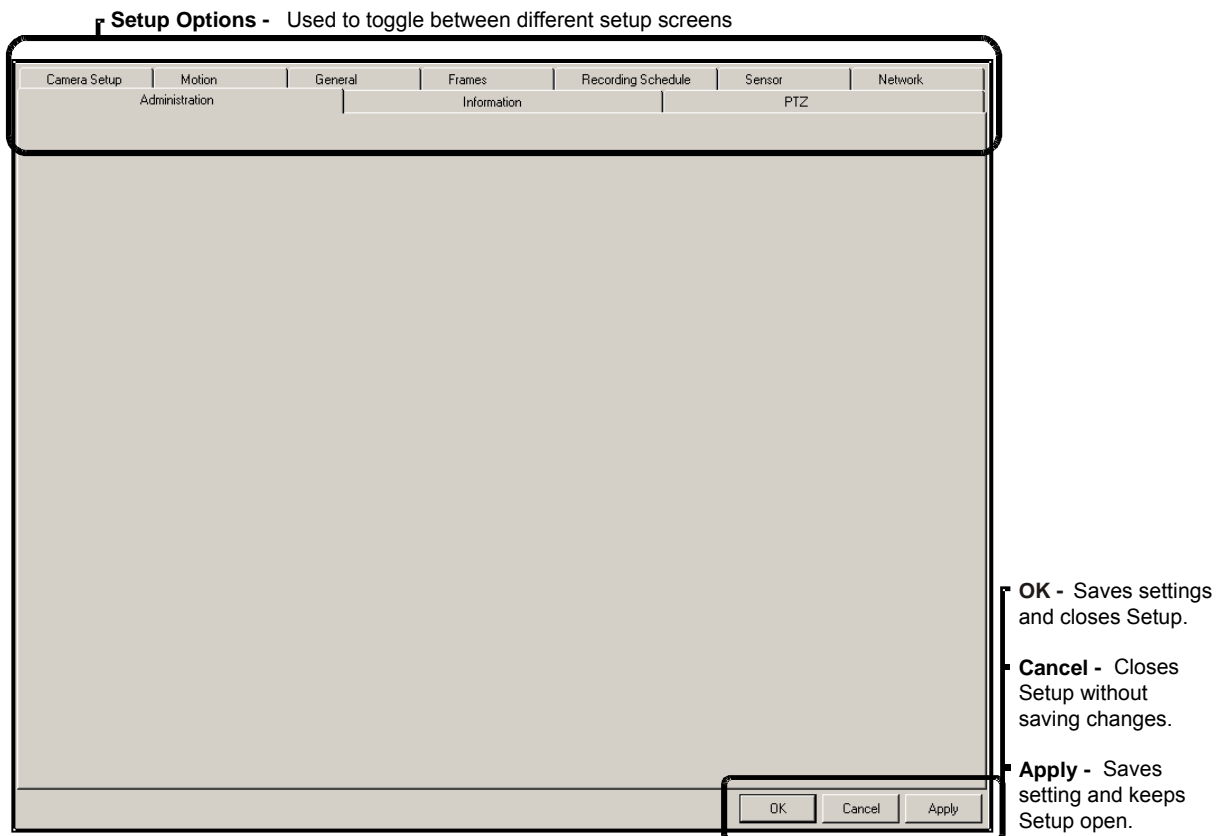 Setup Options - Used to toggle between different setup screens
Camera Setup Motion General Frames Recording Schedule Sensor Network
Administration Information PTZ
OK - Saves settings
and closes Setup.
Cancel - Closes
Setup without
saving changes.
Apply - Saves
setting and keeps
Setup open.
OK Cancel Apply